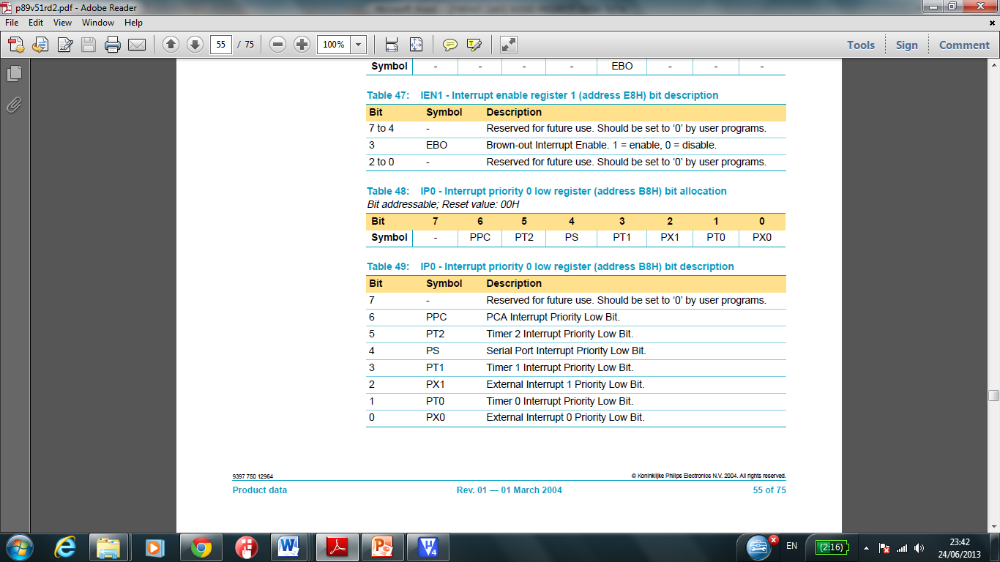 p89v51rd2.pdf - Adobe Reader
File Edit View Window Help
55 / 75 100% Tools Sign Comment
Symbol - - - - EBO - - -
Table 47: IEN1 - Interrupt enable register 1 (address E8H) bit description
Bit Symbol Description
7 to 4 - Reserved for future use. Should be set to ‘0’ by user programs.
3 EBO Brown-out Interrupt Enable. 1 = enable, 0 = disable.
2 to 0 - Reserved for future use. Should be set to ‘0’ by user programs.
Table 48: IP0 - Interrupt priority 0 low register (address B8H) bit allocation
Bit addressable; Reset value: 00H
Bit 7 6 5 4 3 2 1 0
Symbol - PPC PT2 PS PT1 PX1 PT0 PX0
Table 49: IP0 - Interrupt priority 0 low register (address B8H) bit description
Bit Symbol Description
7 - Reserved for future use. Should be set to ‘0’ by user programs.
6 PPC PCA Interrupt Priority Low Bit.
5 PT2 Timer 2 Interrupt Priority Low Bit.
4 PS Serial Port Interrupt Priority Low Bit.
3 PT1 Timer 1 Interrupt Priority Low Bit.
2 PX1 External Interrupt 1 Priority Low Bit.
1 PT0 Timer 0 Interrupt Priority Low Bit.
0 PX0 External Interrupt 0 Priority Low Bit.
9397 750 12964 © Koninklijke Philips Electronics N.V. 2004. All rights reserved.
Product data Rev. 01 — 01 March 2004 55 of 75
EN (2:16) 23:42
24/06/2013